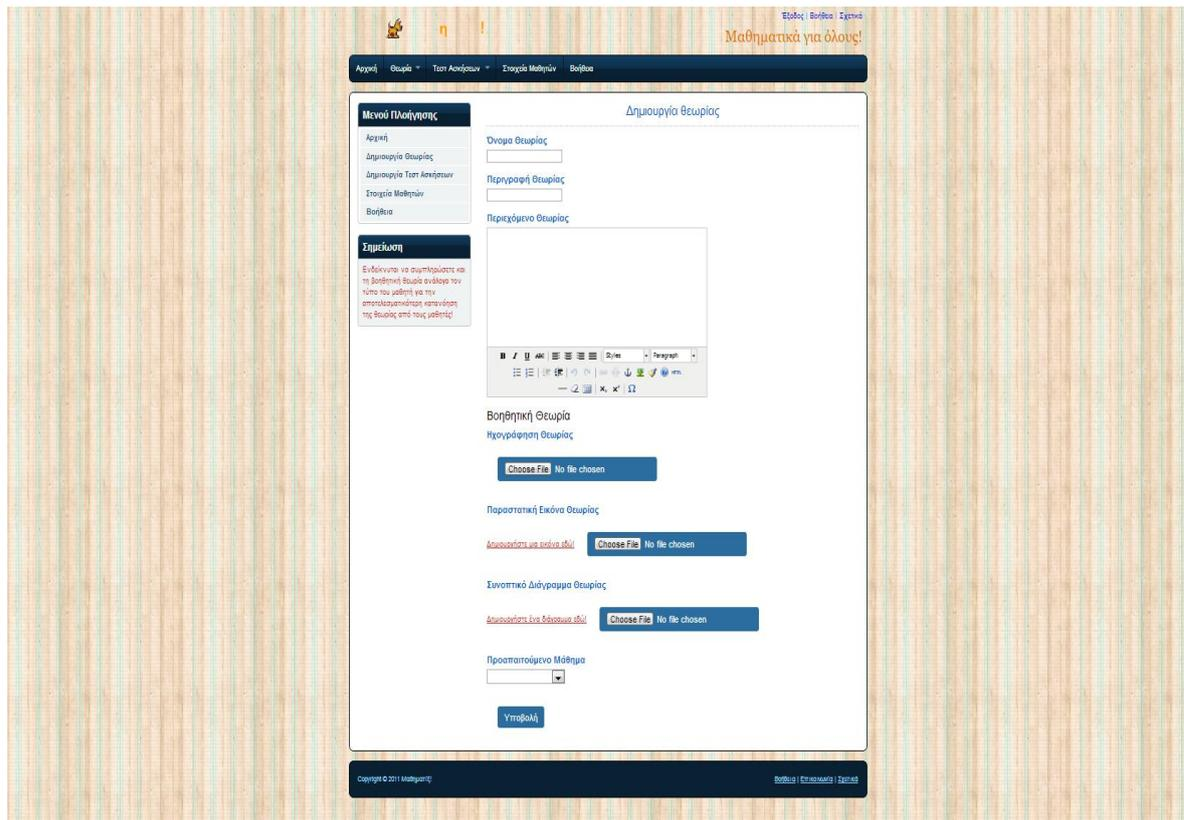 Έξοδος | Βοήθεια | Σχετικά
η !
Μαθηματικά για όλους!
Αρχική Θεωρία Τεστ Ασκήσεων Στοιχεία Μαθητών Βοήθεια
Μενού Πλοήγησης
Αρχική
Δημιουργία Θεωρίας
Δημιουργία Τεστ Ασκήσεων
Στοιχεία Μαθητών
Βοήθεια
Σημείωση
Ενδείκνυται να συμπληρώσετε και
τη βοηθητική θεωρία ανάλογα τον
τύπο του μαθητή για την
αποτελεσματικότερη κατανόηση
της θεωρίας από τους μαθητές!
Δημιουργία θεωρίας
Όνομα Θεωρίας
Περιγραφή Θεωρίας
Περιεχόμενο Θεωρίας
B I U ABC Styles Paragraph
HTML
x, x² Ω
Βοηθητική Θεωρία
Ηχογράφηση Θεωρίας
Choose File No file chosen
Παραστατική Εικόνα Θεωρίας
Δημιουργήστε μια εικόνα εδώ! Choose File No file chosen
Συνοπτικό Διάγραμμα Θεωρίας
Δημιουργήστε ένα διάγραμμα εδώ! Choose File No file chosen
Προαπαιτούμενο Μάθημα
Υποβολή
Copyright © 2011
Βοήθεια | Επικοινωνία | Σχετικά